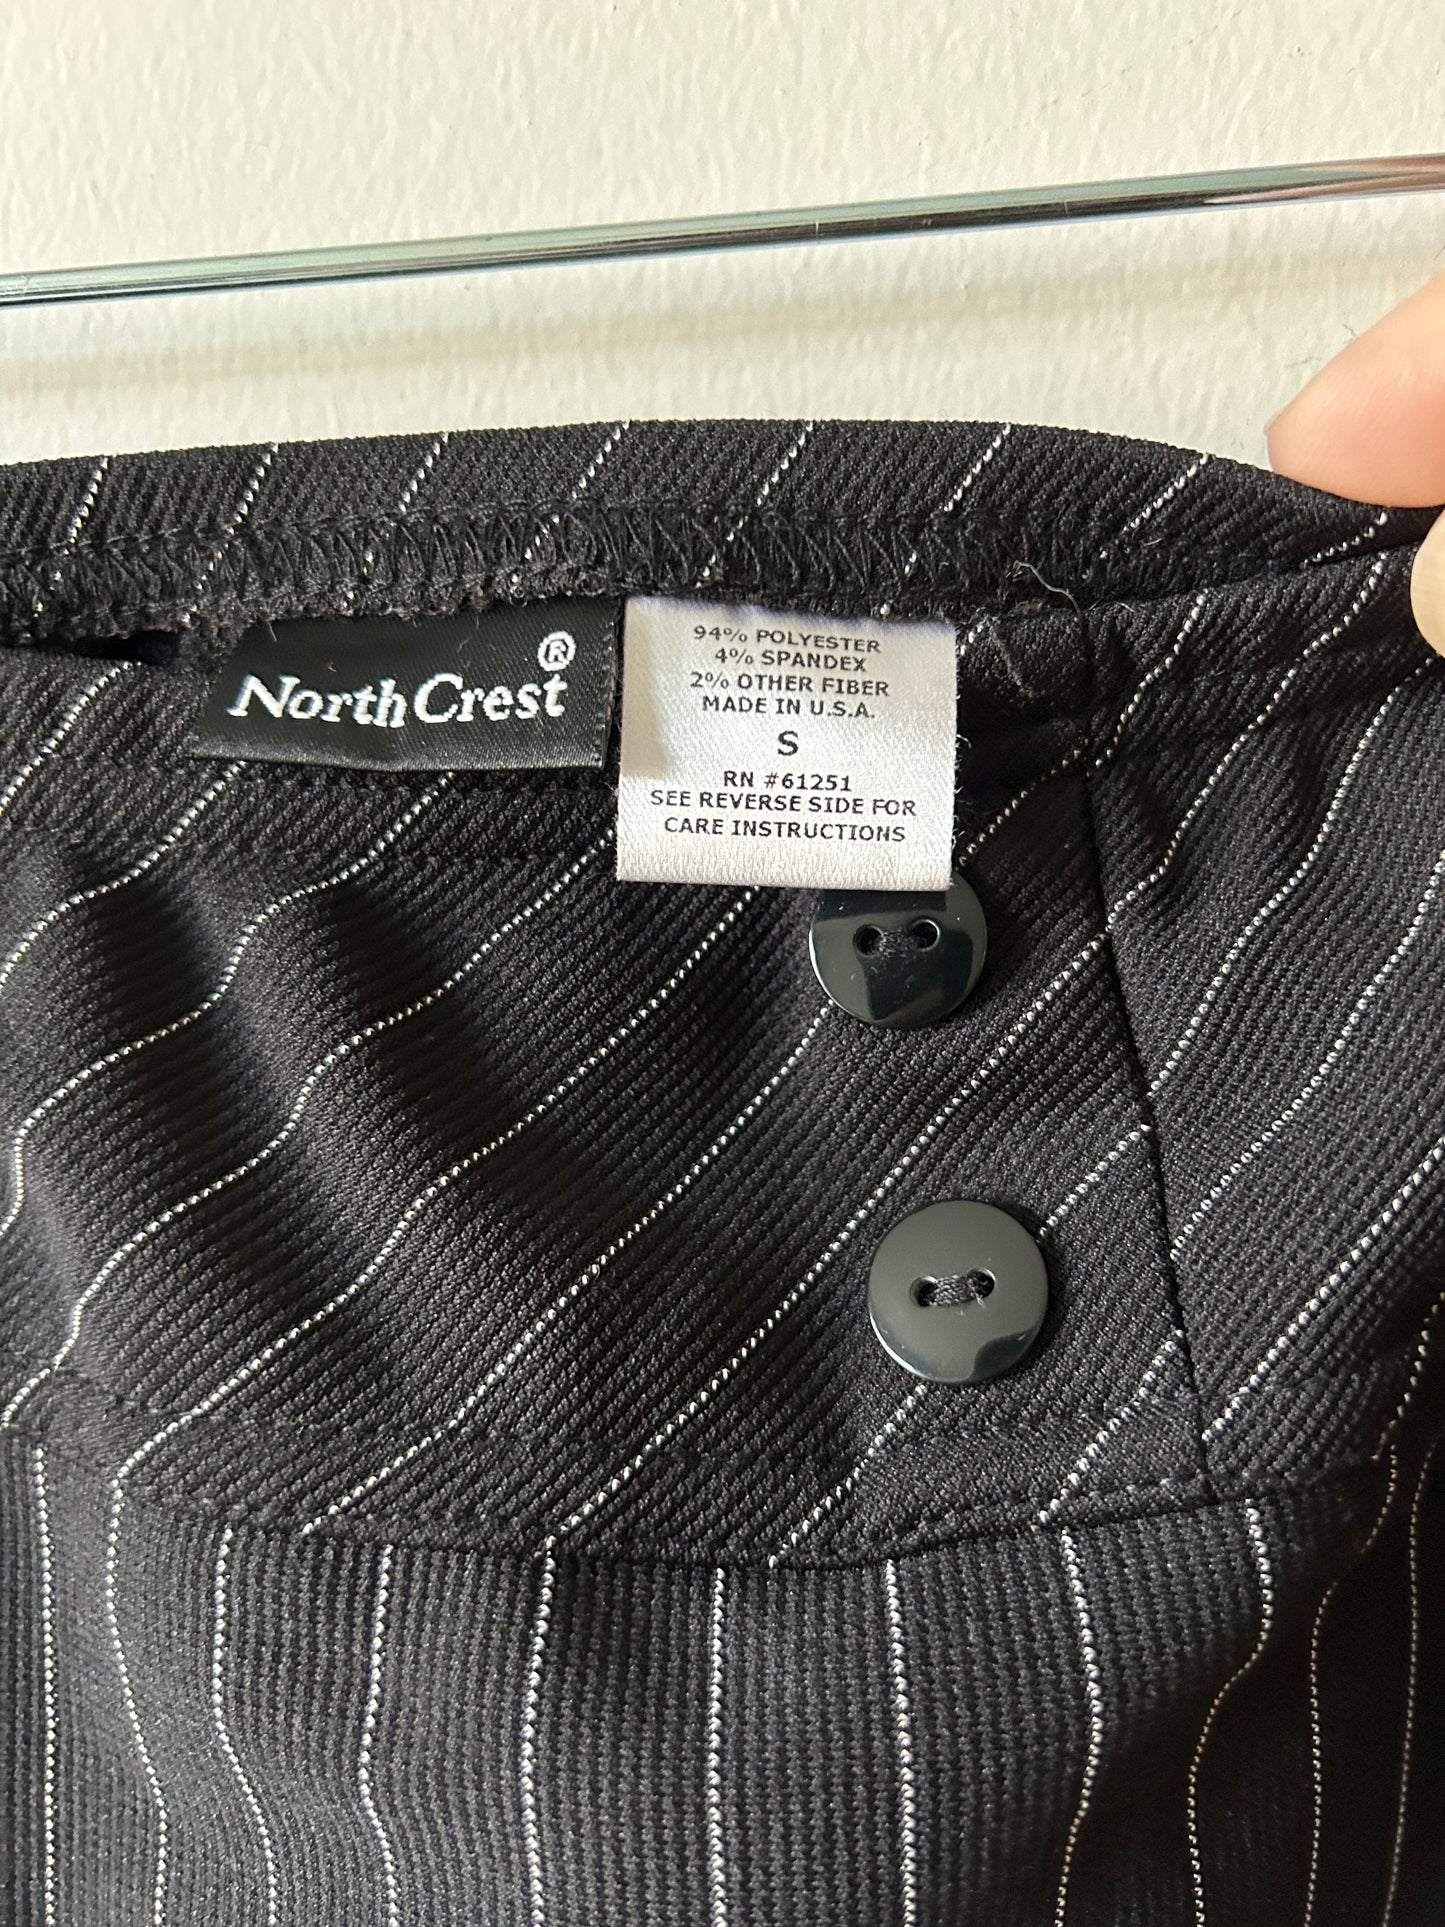 NorthCrest®
94% POLYESTER
4% SPANDEX
2% OTHER FIBER
MADE IN U.S.A.
S
RN #61251
SEE REVERSE SIDE FOR
CARE INSTRUCTIONS